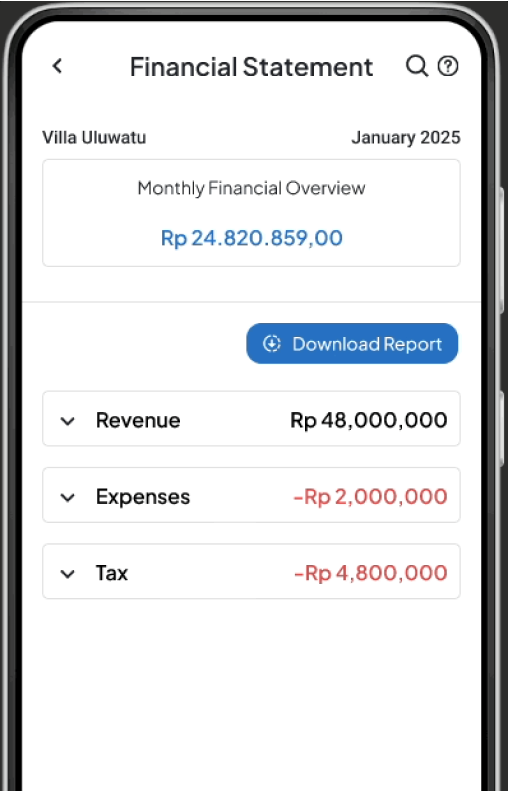 Financial Statement
Villa Uluwatu January 2025
Monthly Financial Overview
Rp 24.820.859,00
Download Report
Revenue Rp 48,000,000
Expenses -Rp 2,000,000
Tax -Rp 4,800,000